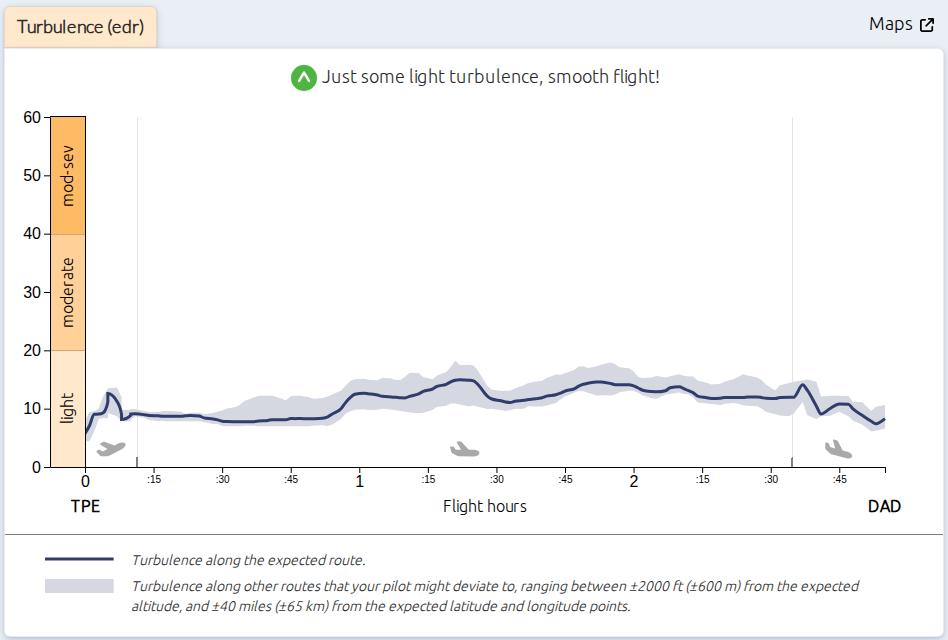 Turbulence (edr)
Maps
Just some light turbulence, smooth flight!
60
50
40
30
20
10
0
mod-sev
moderate
light
0 :15 :30 :45 1 :15 :30 :45 2 :15 :30 :45
TPE Flight hours DAD
Turbulence along the expected route.
Turbulence along other routes that your pilot might deviate to, ranging between ±2000 ft (±600 m) from the expected
altitude, and ±40 miles (±65 km) from the expected latitude and longitude points.